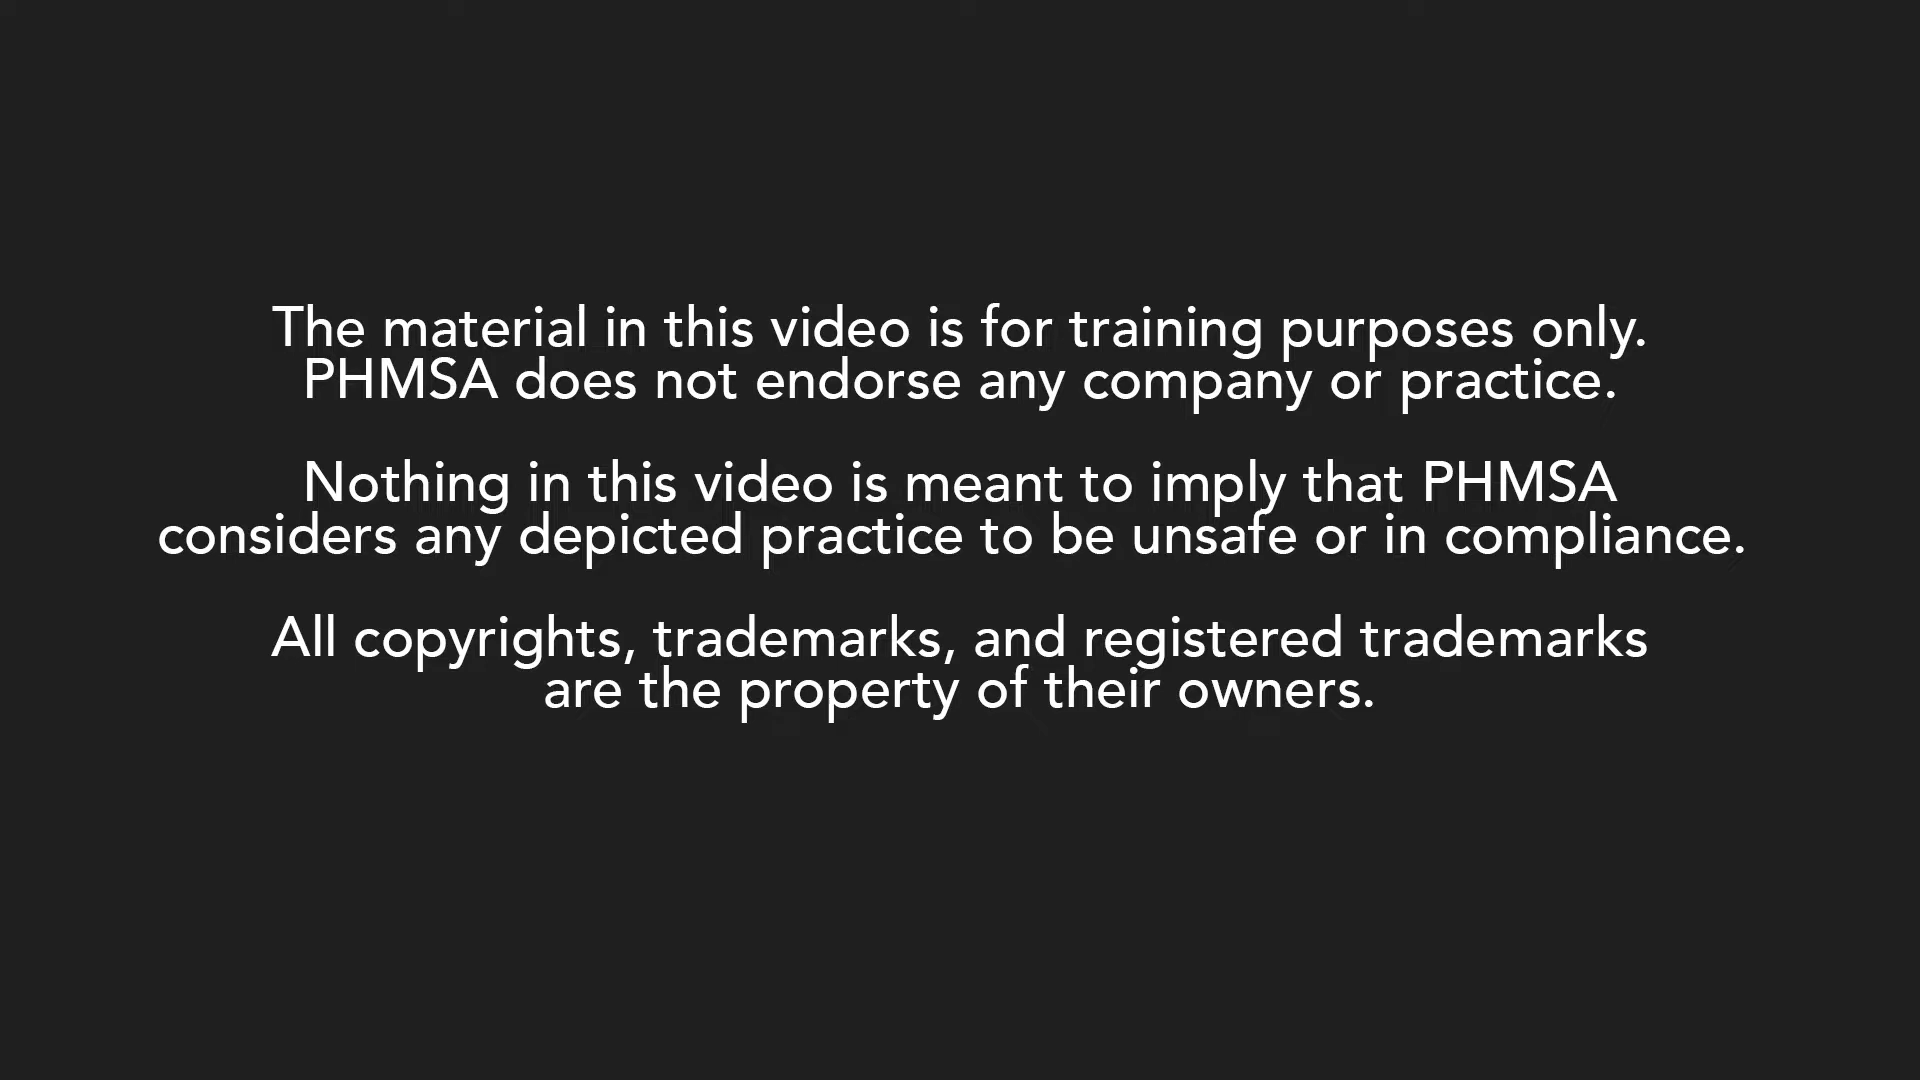 The material in this video is for training purposes only.
PHMSA does not endorse any company or practice.
Nothing in this video is meant to imply that PHMSA
considers any depicted practice to be unsafe or in compliance.
All copyrights, trademarks, and registered trademarks
are the property of their owners.